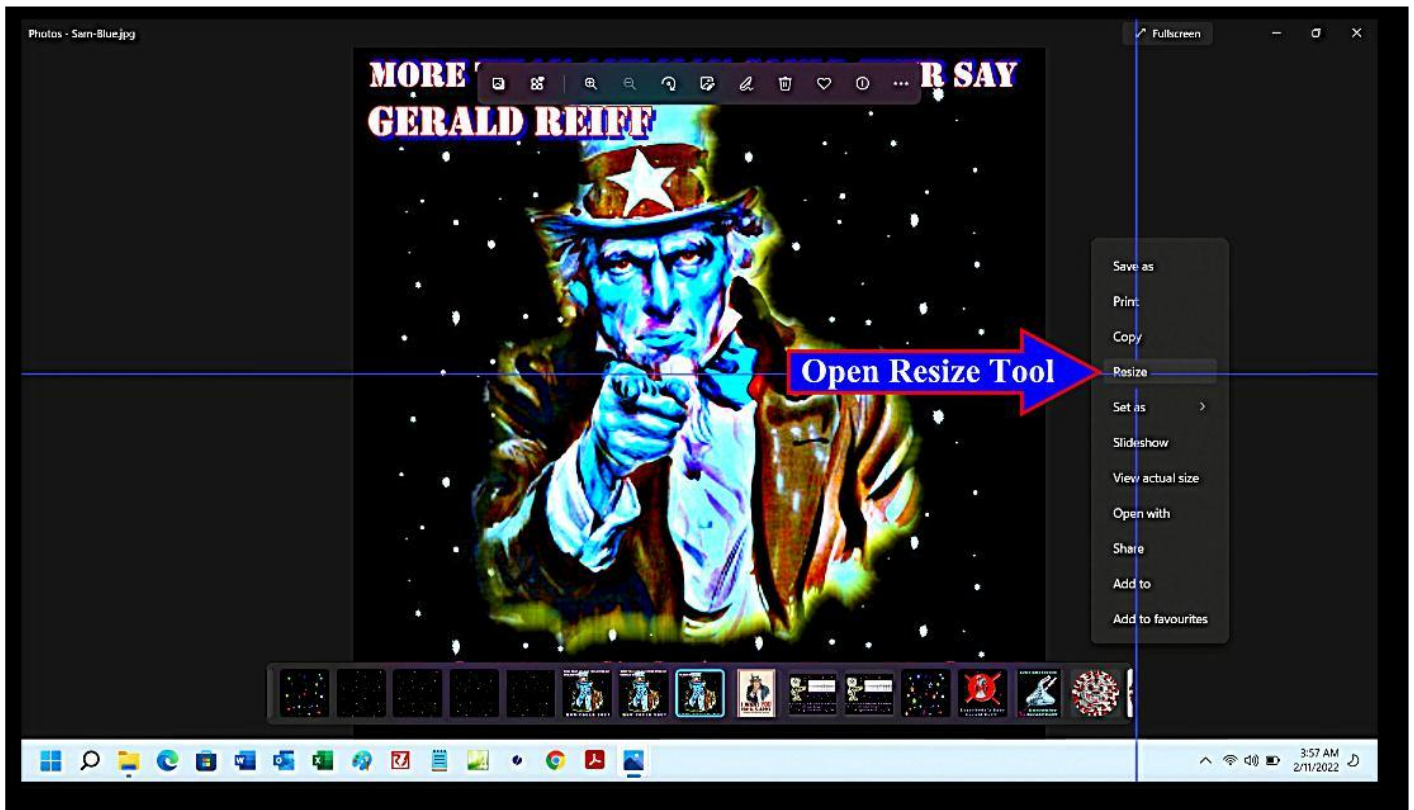 Photos - Sam-Blue.jpg
Fullscreen
MORE R SAY
GERALD REIFF
Save as
Print
Copy
Open Resize Tool
Resize
Set as
Slideshow
View actual size
Open with
Share
Add to
Add to favourites
3:57 AM
2/11/2022